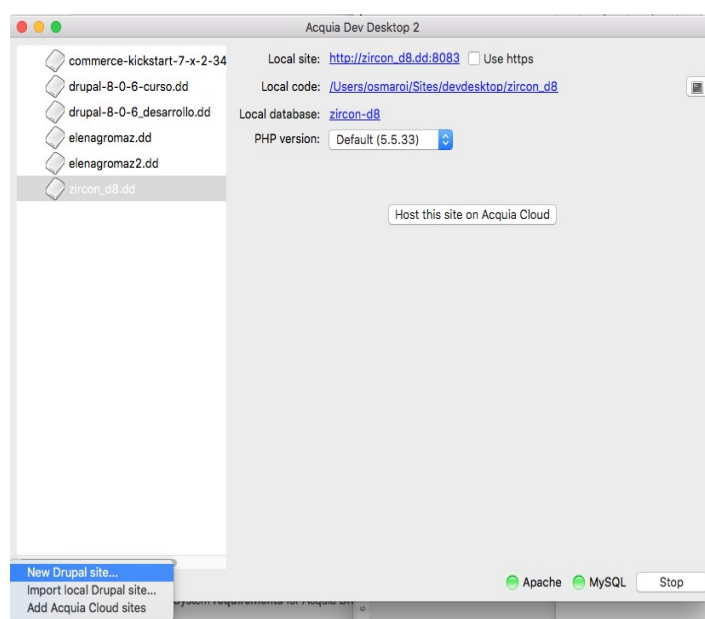 Acquia Dev Desktop 2
commerce-kickstart-7-x-2-34
drupal-8-0-6-curso.dd
drupal-8-0-6_desarrollo.dd
elenagromaz.dd
elenagromaz2.dd
zircon_d8.dd
Local site: http://zircon_d8.dd:8083 Use https
Local code: /Users/osmaroi/Sites/devdesktop/zircon_d8
Local database: zircon-d8
PHP version: Default (5.5.33)
Host this site on Acquia Cloud
New Drupal site...
Import local Drupal site...
Add Acquia Cloud sites
Apache MySQL Stop
requirements for